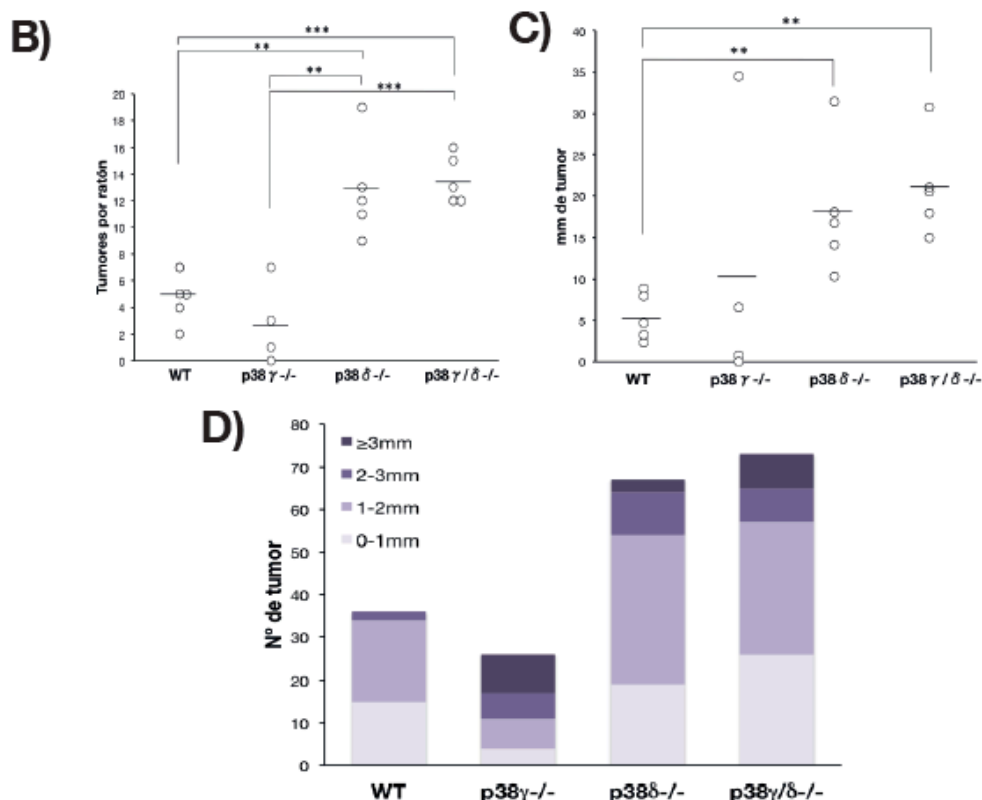 B)
***
**
**
***
Tumores por ratón
20
18
16
14
12
10
8
6
4
2
0
WT
p38 γ -/-
p38 δ -/-
p38 γ / δ -/-
C)
**
**
mm de tumor
40
35
30
25
20
15
10
5
0
WT
p38 γ -/-
p38 δ -/-
p38 γ / δ -/-
D)
Nº de tumor
80
70
60
50
40
30
20
10
0
≥3mm
2-3mm
1-2mm
0-1mm
WT
p38γ-/-
p38δ-/-
p38γ/δ-/-